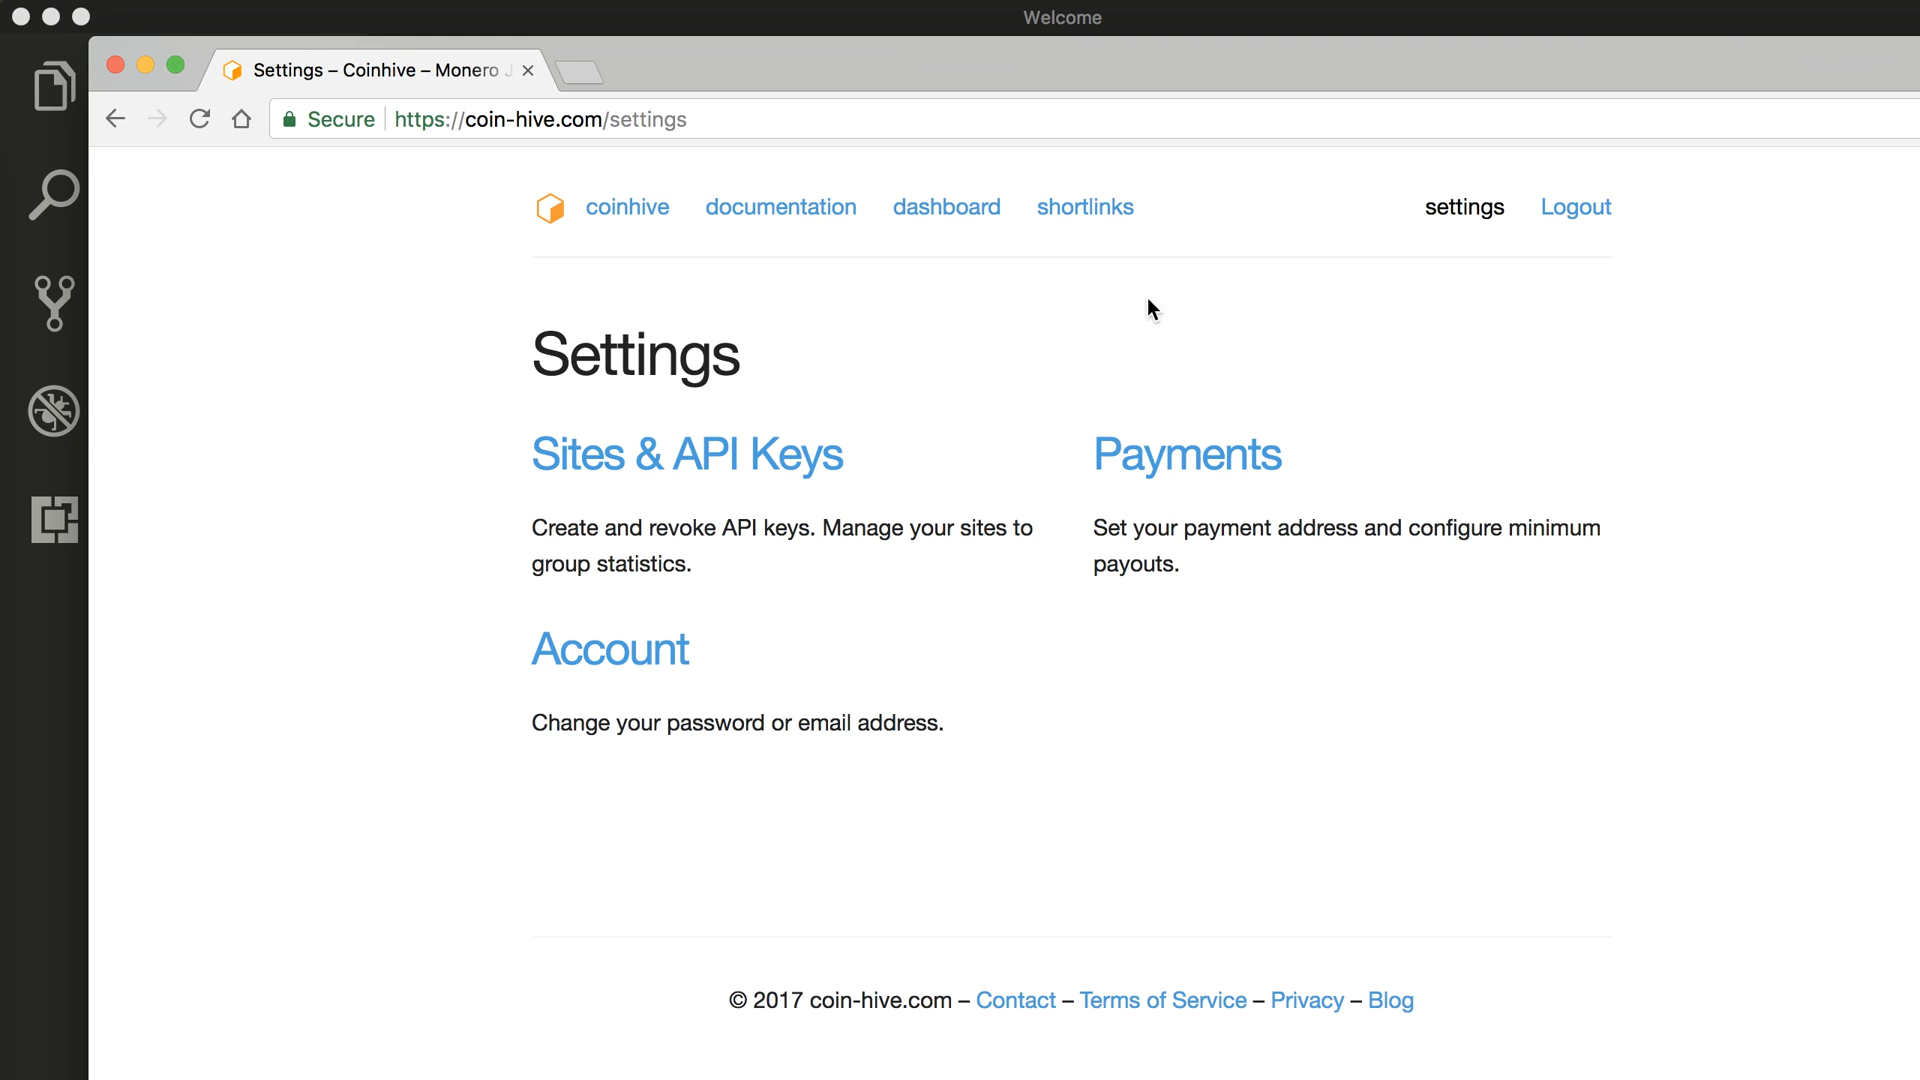 Welcome
Settings – Coinhive – Monero
Secure https://coin-hive.com/settings
coinhive documentation dashboard shortlinks settings Logout
Settings
Sites & API Keys
Create and revoke API keys. Manage your sites to
group statistics.
Payments
Set your payment address and configure minimum
payouts.
Account
Change your password or email address.
© 2017 coin-hive.com – Contact – Terms of Service – Privacy – Blog